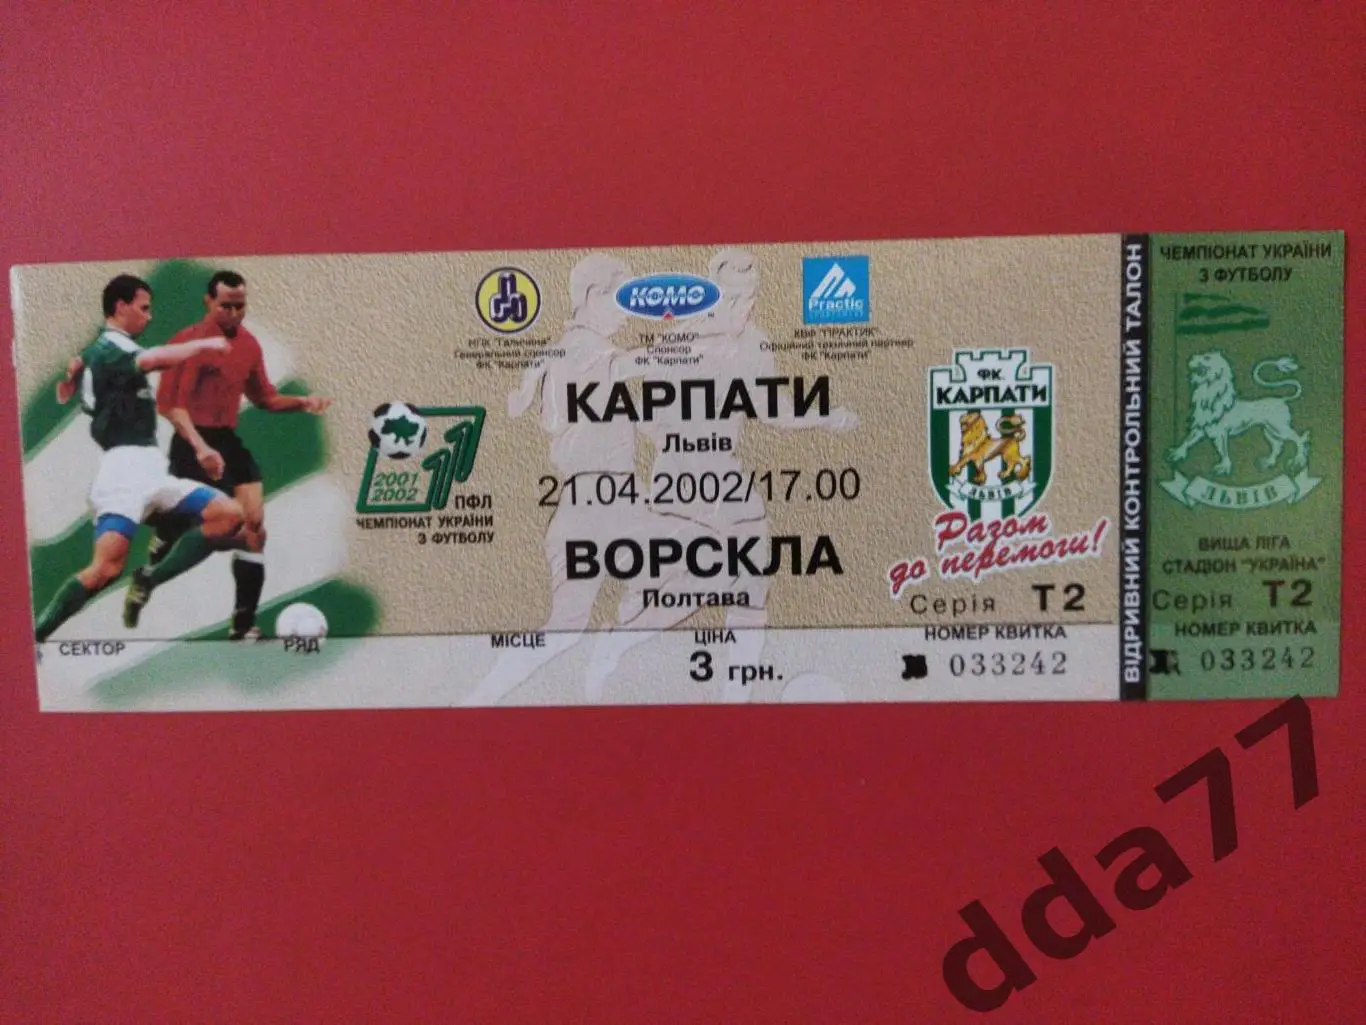 НПК "Галичина"
Генеральний спонсор
ФК "Карпати"
КОМО
ТМ "КОМО"
Спонсор
ФК "Карпати"
Practic
ХВФ "ПРАКТИК"
Офіційний технічний партнер
ФК "Карпати"
КАРПАТИ
Львів
21.04.2002/17.00
ВОРСКЛА
Полтава
2001
2002
ПФЛ
ЧЕМПІОНАТ УКРАЇНИ
З ФУТБОЛУ
ФК
КАРПАТИ
ЛЬВІВ
Разом
до перемоги!
Серія Т2
СЕКТОР
РЯД
МІСЦЕ
ЦІНА
3 грн.
НОМЕР КВИТКА
033242
ВІДРИВНИЙ КОНТРОЛЬНИЙ ТАЛОН
ЧЕМПІОНАТ УКРАЇНИ
З ФУТБОЛУ
ЛЬВІВ
ВИЩА ЛІГА
СТАДІОН "УКРАЇНА"
Серія Т2
НОМЕР КВИТКА
033242
dda77